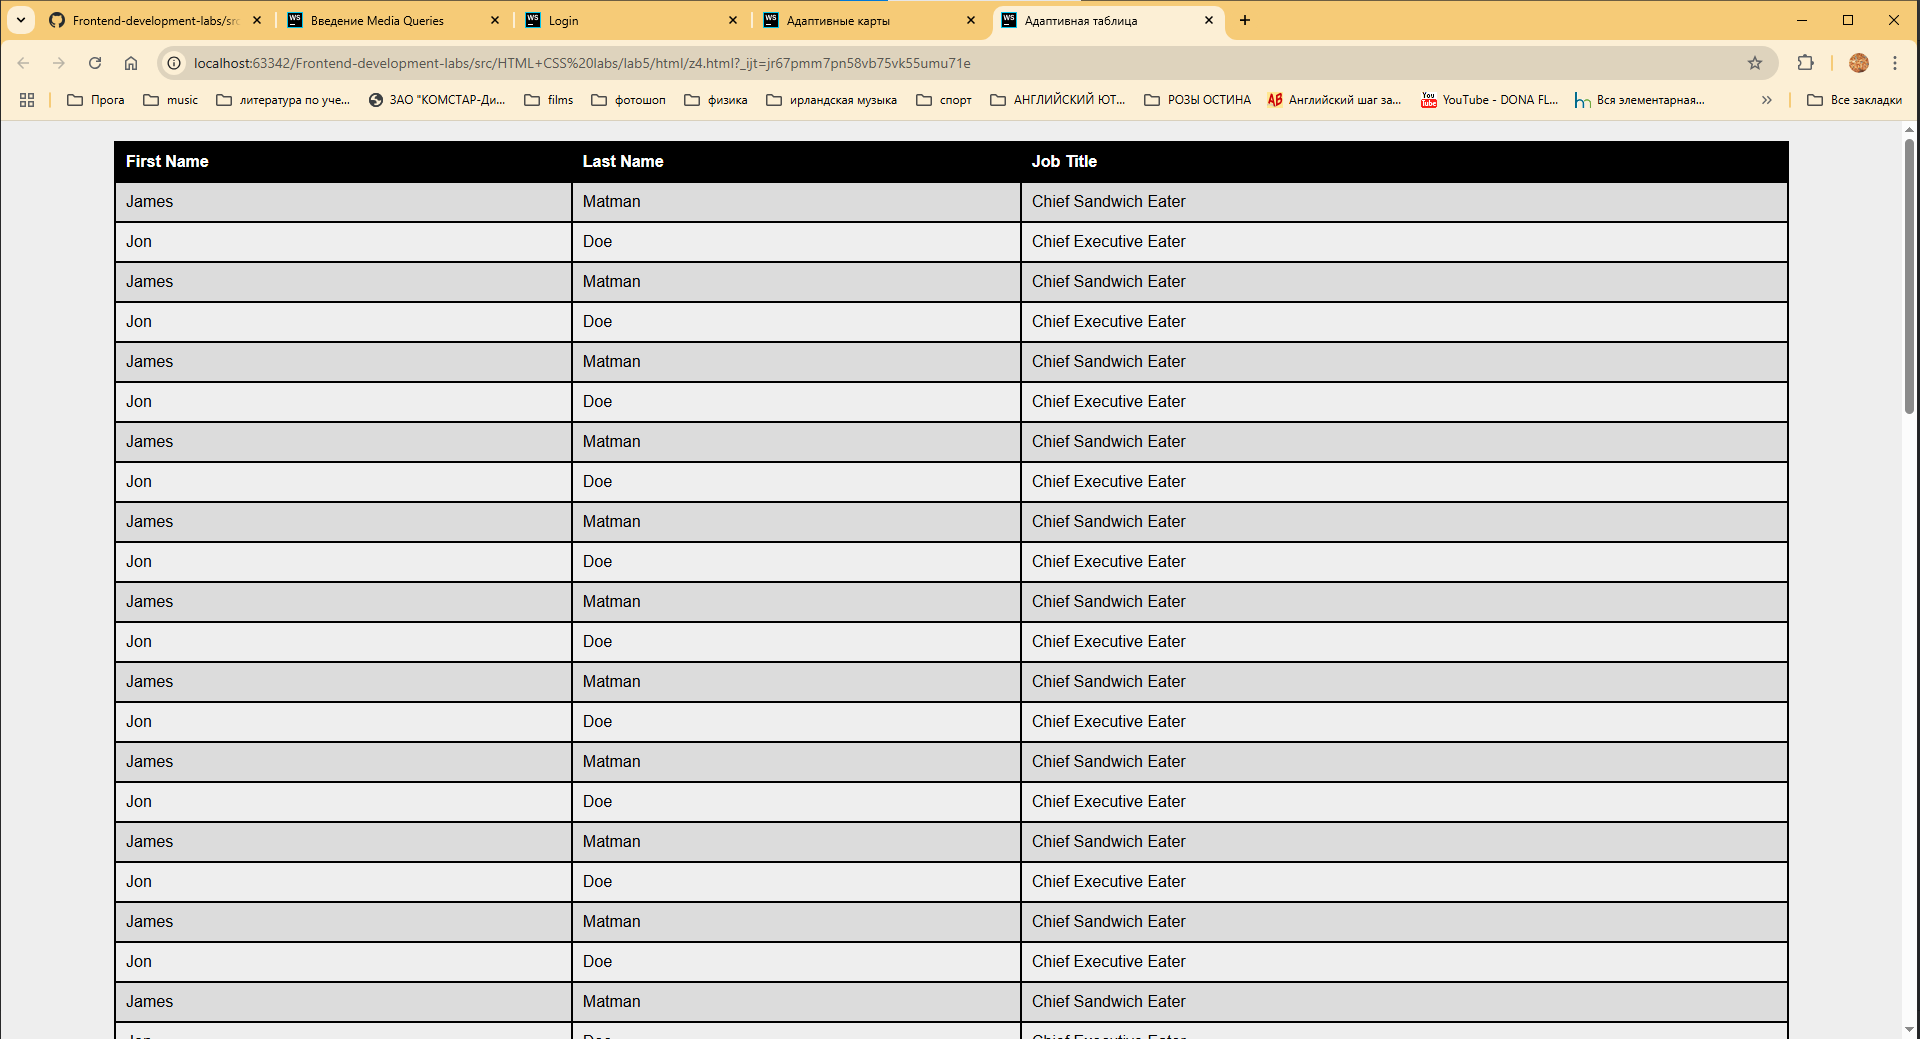 Frontend-development-labs/src
Введение Media Queries
Login
Адаптивные карты
Адаптивная таблица
localhost:63342/Frontend-development-labs/src/HTML+CSS%20labs/lab5/html/z4.html?_ijt=jr67pmm7pn58vb75vk55umu71e
Прога music литература по уче... ЗАО "КОМСТАР-Ди... films фотошоп физика ирландская музыка спорт АНГЛИЙСКИЙ ЮТ... РОЗЫ ОСТИНА Английский шаг за... YouTube - DONA FL... Вся элементарная... Все закладки
First Name Last Name Job Title
James Matman Chief Sandwich Eater
Jon Doe Chief Executive Eater
James Matman Chief Sandwich Eater
Jon Doe Chief Executive Eater
James Matman Chief Sandwich Eater
Jon Doe Chief Executive Eater
James Matman Chief Sandwich Eater
Jon Doe Chief Executive Eater
James Matman Chief Sandwich Eater
Jon Doe Chief Executive Eater
James Matman Chief Sandwich Eater
Jon Doe Chief Executive Eater
James Matman Chief Sandwich Eater
Jon Doe Chief Executive Eater
James Matman Chief Sandwich Eater
Jon Doe Chief Executive Eater
James Matman Chief Sandwich Eater
Jon Doe Chief Executive Eater
James Matman Chief Sandwich Eater
Jon Doe Chief Executive Eater
James Matman Chief Sandwich Eater
Jon Doe Chief Executive Eater